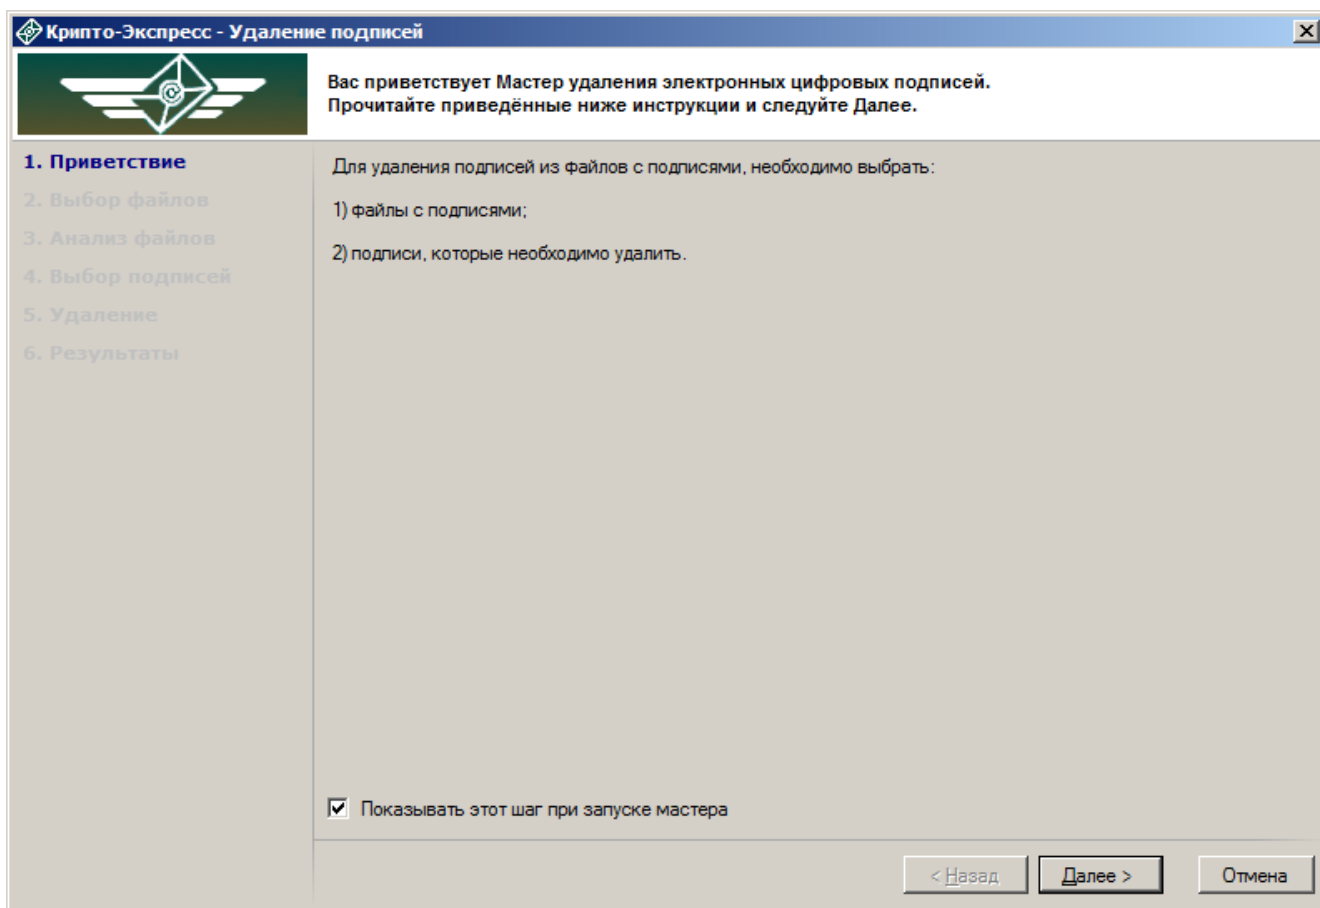 Крипто-Экспресс - Удаление подписей
Вас приветствует Мастер удаления электронных цифровых подписей.
Прочитайте приведённые ниже инструкции и следуйте Далее.
1. Приветствие
2. Выбор файлов
3. Анализ файлов
4. Выбор подписей
5. Удаление
6. Результаты
Для удаления подписей из файлов с подписями, необходимо выбрать:
1) файлы с подписями;
2) подписи, которые необходимо удалить.
Показывать этот шаг при запуске мастера
< Назад
Далее >
Отмена